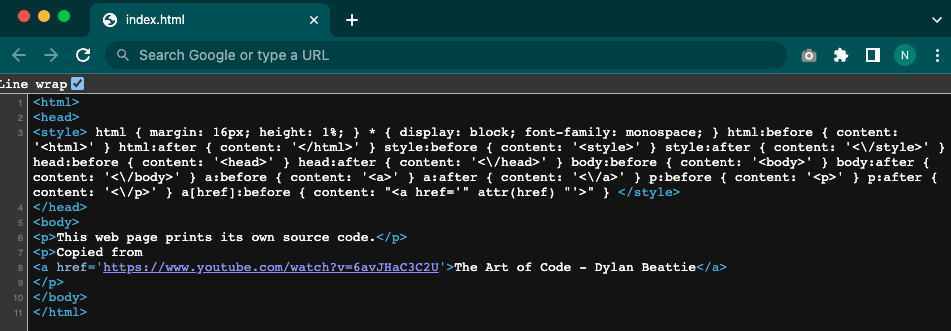 index.html
Search Google or type a URL
N
Line wrap
1 <html>
2 <head>
3 <style> html { margin: 16px; height: 1%; } * { display: block; font-family: monospace; } html:before { content:
'<html>' } html:after { content: '</html>' } style:before { content: '<style>' } style:after { content: '<\/style>' }
head:before { content: '<head>' } head:after { content: '<\/head>' } body:before { content: '<body>' } body:after {
content: '<\/body>' } a:before { content: '<a>' } a:after { content: '<\/a>' } p:before { content: '<p>' } p:after {
content: '<\/p>' } a[href]:before { content: "<a href='" attr(href) "'>" } </style>
4 </head>
5 <body>
6 <p>This web page prints its own source code.</p>
7 <p>Copied from
8 <a href='https://www.youtube.com/watch?v=6avJHaC3C2U'>The Art of Code - Dylan Beattie</a>
9 </p>
10 </body>
11 </html>